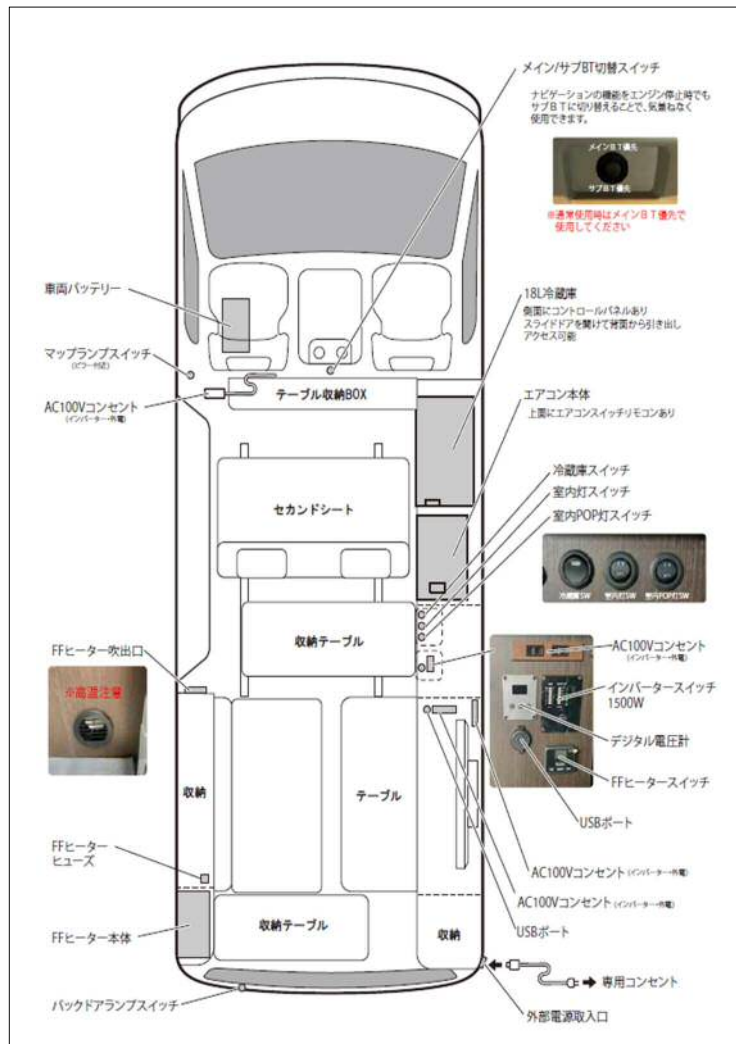 メイン/サブBT切替スイッチ
ナビゲーションの機能をエンジン停止時でも
サブBTに切り替えることで、気兼ねなく
使用できます。
メインBT優先
サブBT優先
※通常使用時はメインBT優先で
使用してください
車両バッテリー
18L冷蔵庫
側面にコントロールパネルあり
スライドドアを開けて背面から引き出し
アクセス可能
マップランプスイッチ
AC100Vコンセント
(インバーター→外電)
テーブル収納BOX
エアコン本体
上面にエアコンスイッチリモコンあり
冷蔵庫スイッチ
室内灯スイッチ
室内POP灯スイッチ
セカンドシート
冷蔵庫SW
室内灯SW
室内POP灯SW
収納テーブル
FFヒーター吹出口
※高温注意
AC100Vコンセント
(インバーター→外電)
インバータースイッチ
1500W
デジタル電圧計
FFヒータースイッチ
USBポート
収納
テーブル
FFヒーター
ヒューズ
AC100Vコンセント(インバーター→外電)
AC100Vコンセント(インバーター→外電)
USBポート
FFヒーター本体
収納テーブル
収納
専用コンセント
バックドアランプスイッチ
外部電源取入口